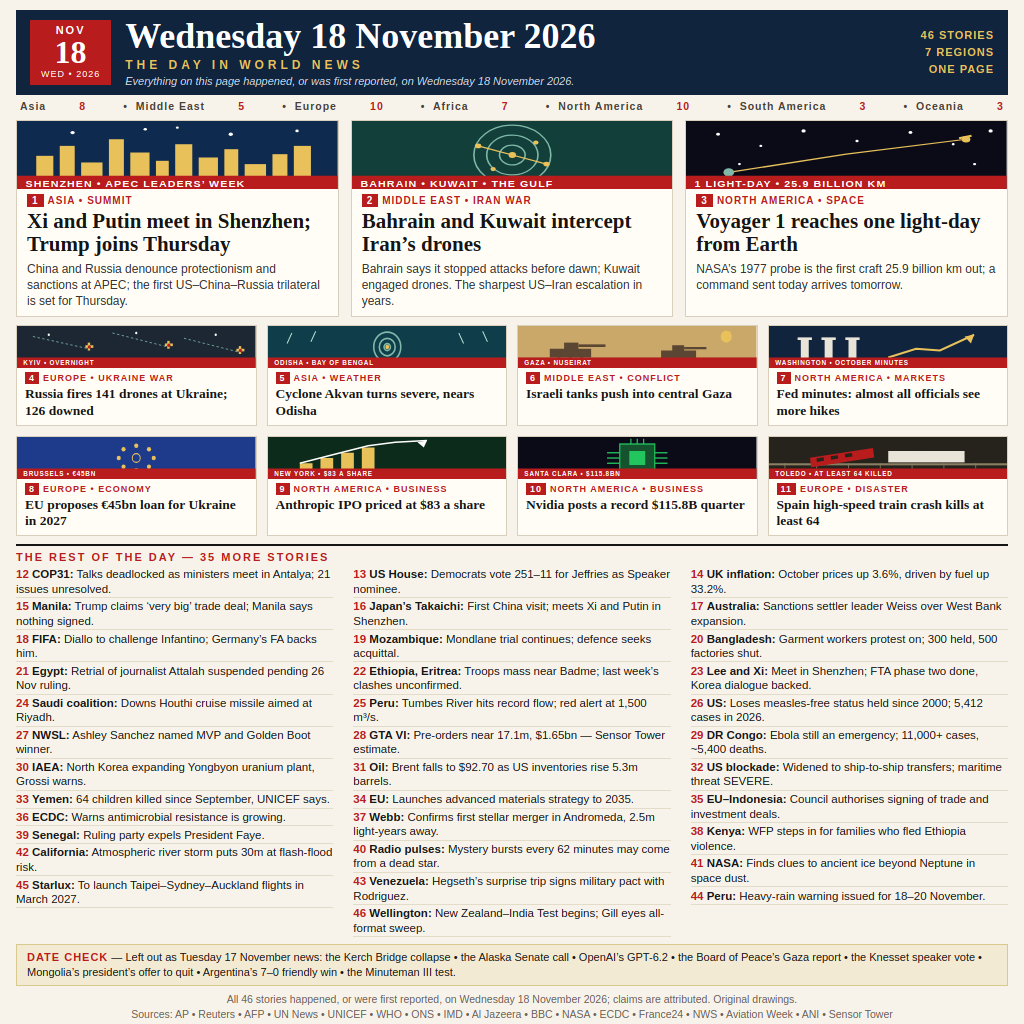 NOV
18
WED • 2026
Wednesday 18 November 2026
THE DAY IN WORLD NEWS
Everything on this page happened, or was first reported, on Wednesday 18 November 2026.
46 STORIES
7 REGIONS
ONE PAGE
Asia 8 • Middle East 5 • Europe 10 • Africa 7 • North America 10 • South America 3 • Oceania 3
SHENZHEN • APEC LEADERS' WEEK
1 ASIA • SUMMIT
Xi and Putin meet in Shenzhen;
Trump joins Thursday
China and Russia denounce protectionism and
sanctions at APEC; the first US–China–Russia trilateral
is set for Thursday.
BAHRAIN • KUWAIT • THE GULF
2 MIDDLE EAST • IRAN WAR
Bahrain and Kuwait intercept
Iran’s drones
Bahrain says it stopped attacks before dawn; Kuwait
engaged drones. The sharpest US–Iran escalation in
years.
1 LIGHT-DAY • 25.9 BILLION KM
3 NORTH AMERICA • SPACE
Voyager 1 reaches one light-day
from Earth
NASA’s 1977 probe is the first craft 25.9 billion km out; a
command sent today arrives tomorrow.
KYIV • OVERNIGHT
4 EUROPE • UKRAINE WAR
Russia fires 141 drones at Ukraine;
126 downed
ODISHA • BAY OF BENGAL
5 ASIA • WEATHER
Cyclone Akvan turns severe, nears
Odisha
GAZA • NUSEIRAT
6 MIDDLE EAST • CONFLICT
Israeli tanks push into central Gaza
WASHINGTON • OCTOBER MINUTES
7 NORTH AMERICA • MARKETS
Fed minutes: almost all officials see
more hikes
BRUSSELS • €45BN
8 EUROPE • ECONOMY
EU proposes €45bn loan for Ukraine
in 2027
NEW YORK • $83 A SHARE
9 NORTH AMERICA • BUSINESS
Anthropic IPO priced at $83 a share
SANTA CLARA • $115.8BN
10 NORTH AMERICA • BUSINESS
Nvidia posts a record $115.8B quarter
TOLEDO • AT LEAST 64 KILLED
11 EUROPE • DISASTER
Spain high-speed train crash kills at
least 64
THE REST OF THE DAY — 35 MORE STORIES
12 COP31: Talks deadlocked as ministers meet in Antalya; 21
issues unresolved.
13 US House: Democrats vote 251–11 for Jeffries as Speaker
nominee.
14 UK inflation: October prices up 3.6%, driven by fuel up
33.2%.
15 Manila: Trump claims ‘very big’ trade deal; Manila says
nothing signed.
16 Japan’s Takaichi: First China visit; meets Xi and Putin in
Shenzhen.
17 Australia: Sanctions settler leader Weiss over West Bank
expansion.
18 FIFA: Diallo to challenge Infantino; Germany’s FA backs
him.
19 Mozambique: Mondlane trial continues; defence seeks
acquittal.
20 Bangladesh: Garment workers protest on; 300 held, 500
factories shut.
21 Egypt: Retrial of journalist Attalah suspended pending 26
Nov ruling.
22 Ethiopia, Eritrea: Troops mass near Badme; last week’s
clashes unconfirmed.
23 Lee and Xi: Meet in Shenzhen; FTA phase two done,
Korea dialogue backed.
24 Saudi coalition: Downs Houthi cruise missile aimed at
Riyadh.
25 Peru: Tumbes River hits record flow; red alert at 1,500
m³/s.
26 US: Loses measles-free status held since 2000; 5,412
cases in 2026.
27 NWSL: Ashley Sanchez named MVP and Golden Boot
winner.
28 GTA VI: Pre-orders near 17.1m, $1.65bn — Sensor Tower
estimate.
29 DR Congo: Ebola still an emergency; 11,000+ cases,
~5,400 deaths.
30 IAEA: North Korea expanding Yongbyon uranium plant,
Grossi warns.
31 Oil: Brent falls to $92.70 as US inventories rise 5.3m
barrels.
32 US blockade: Widened to ship-to-ship transfers; maritime
threat SEVERE.
33 Yemen: 64 children killed since September, UNICEF says.
34 EU: Launches advanced materials strategy to 2035.
35 EU–Indonesia: Council authorises signing of trade and
investment deals.
36 ECDC: Warns antimicrobial resistance is growing.
37 Webb: Confirms first stellar merger in Andromeda, 2.5m
light-years away.
38 Kenya: WFP steps in for families who fled Ethiopia
violence.
39 Senegal: Ruling party expels President Faye.
40 Radio pulses: Mystery bursts every 62 minutes may come
from a dead star.
41 NASA: Finds clues to ancient ice beyond Neptune in
space dust.
42 California: Atmospheric river storm puts 30m at flash-flood
risk.
43 Venezuela: Hegseth’s surprise trip signs military pact with
Rodriguez.
44 Peru: Heavy-rain warning issued for 18–20 November.
45 Starlux: To launch Taipei–Sydney–Auckland flights in
March 2027.
46 Wellington: New Zealand–India Test begins; Gill eyes all-
format sweep.
DATE CHECK — Left out as Tuesday 17 November news: the Kerch Bridge collapse • the Alaska Senate call • OpenAI’s GPT-6.2 • the Board of Peace’s Gaza report • the Knesset speaker vote •
Mongolia’s president’s offer to quit • Argentina’s 7–0 friendly win • the Minuteman III test.
All 46 stories happened, or were first reported, on Wednesday 18 November 2026; claims are attributed. Original drawings.
Sources: AP • Reuters • AFP • UN News • UNICEF • WHO • ONS • IMD • Al Jazeera • BBC • NASA • ECDC • France24 • NWS • Aviation Week • ANI • Sensor Tower